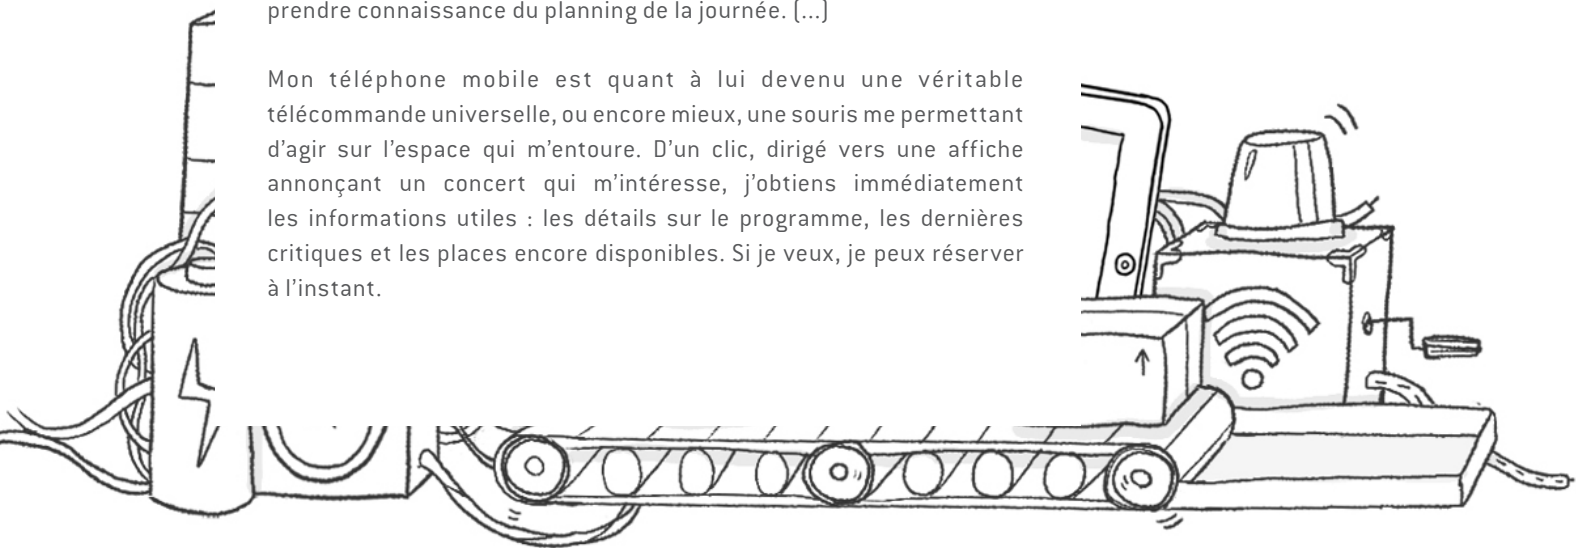 prendre connaissance du planning de la journée. (...)
Mon téléphone mobile est quant à lui devenu une véritable
télécommande universelle, ou encore mieux, une souris me permettant
d'agir sur l'espace qui m'entoure. D'un clic, dirigé vers une affiche
annonçant un concert qui m'intéresse, j'obtiens immédiatement
les informations utiles : les détails sur le programme, les dernières
critiques et les places encore disponibles. Si je veux, je peux réserver
à l'instant.